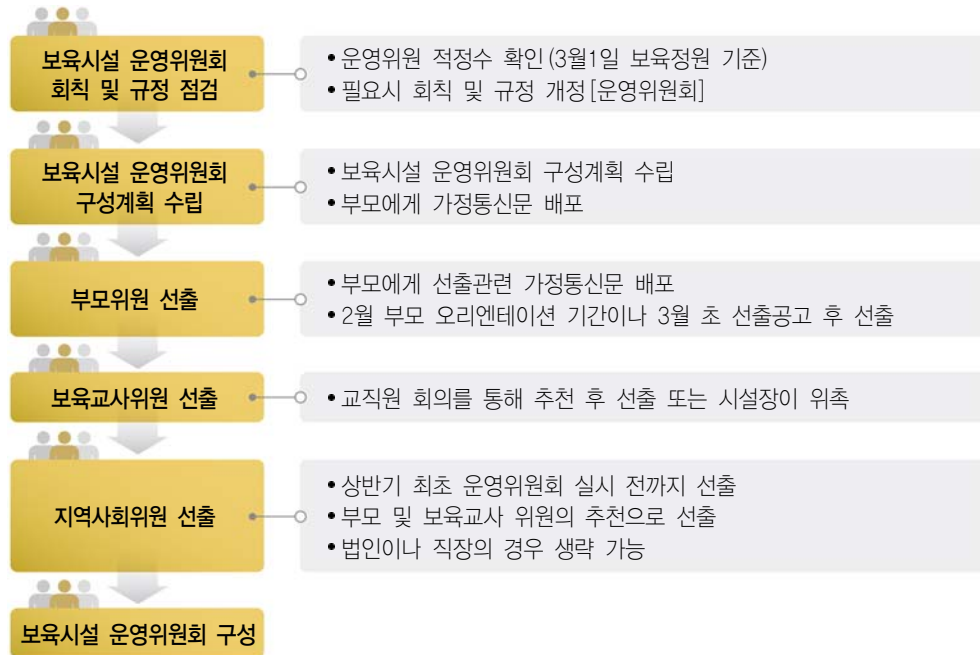 보육시설 운영위원회
회칙 및 규정 점검
• 운영위원 적정수 확인(3월1일 보육정원 기준)
• 필요시 회칙 및 규정 개정[운영위원회]
보육시설 운영위원회
구성계획 수립
• 보육시설 운영위원회 구성계획 수립
• 부모에게 가정통신문 배포
부모위원 선출
• 부모에게 선출관련 가정통신문 배포
• 2월 부모 오리엔테이션 기간이나 3월 초 선출공고 후 선출
보육교사위원 선출
• 교직원 회의를 통해 추천 후 선출 또는 시설장이 위촉
지역사회위원 선출
• 상반기 최초 운영위원회 실시 전까지 선출
• 부모 및 보육교사 위원의 추천으로 선출
• 법인이나 직장의 경우 생략 가능
보육시설 운영위원회 구성